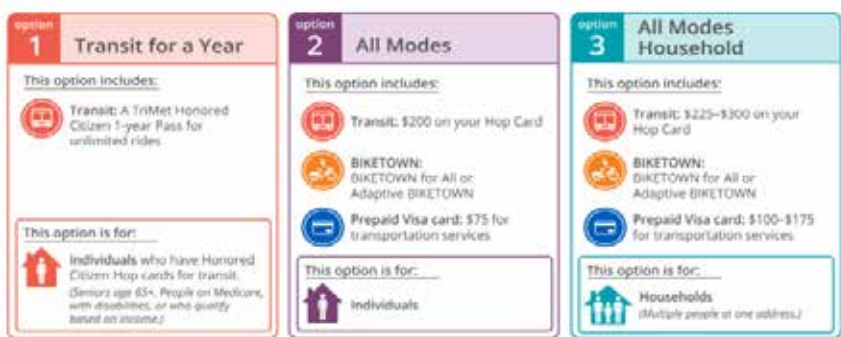 option
1
Transit for a Year
This option includes:
Transit: A TriMet Honored
Citizen 1-year Pass for
unlimited rides
This option is for:
Individuals who have Honored
Citizen Hop cards for transit.
(Seniors age 65+, People on Medicare,
with disabilities, or who qualify
based on income.)
option
2
All Modes
This option includes:
Transit: $200 on your Hop Card
BIKETOWN:
BIKETOWN for All or
Adaptive BIKETOWN
Prepaid Visa card: $75 for
transportation services
This option is for:
Individuals
option
3
All Modes
Household
This option includes:
Transit: $225–$300 on your
Hop Card
BIKETOWN:
BIKETOWN for All or
Adaptive BIKETOWN
Prepaid Visa card: $100–$175
for transportation services
This option is for:
Households
(Multiple people at one address.)